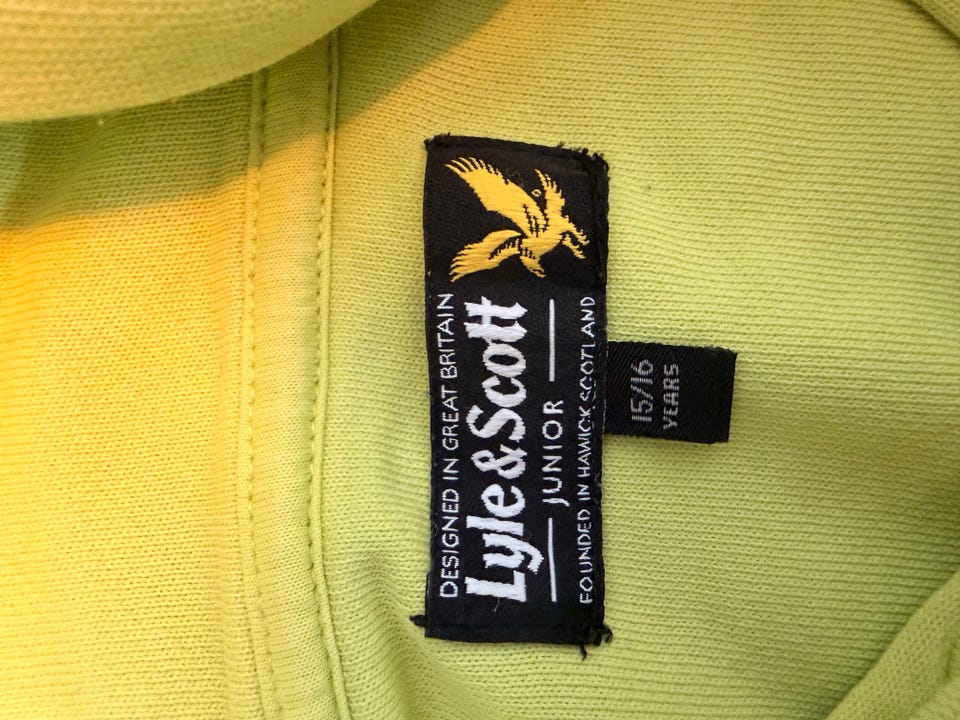 DESIGNED IN GREAT BRITAIN
Lyle&Scott
JUNIOR
FOUNDED IN HAWICK SCOTLAND
15/16
YEARS